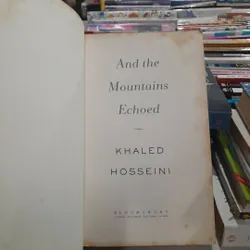 And the
Mountains
Echoed
KHALED
HOSSEINI
BLOOMSBURY